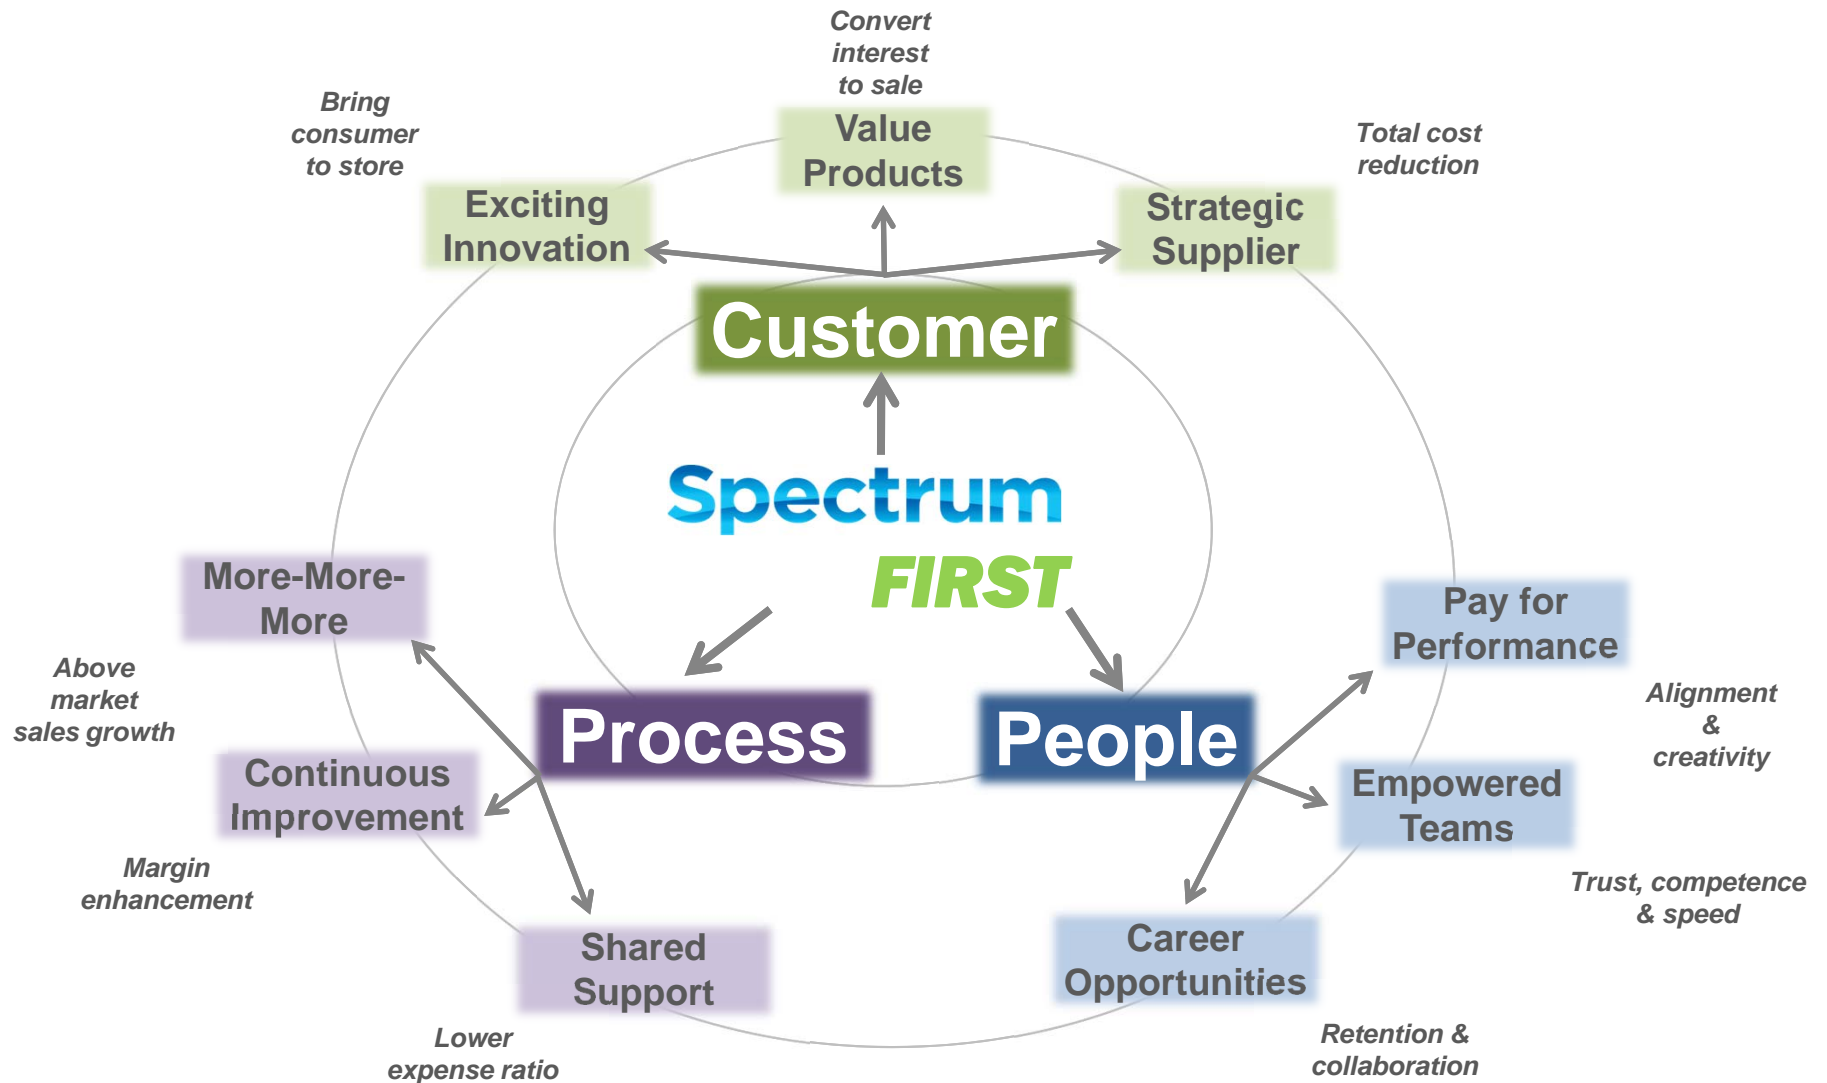 Convert
interest
to sale
Value
Products
Bring
consumer
to store
Exciting
Innovation
Total cost
reduction
Strategic
Supplier
Customer
Spectrum
FIRST
More-More-
More
Above
market
sales growth
Process
Continuous
Improvement
Margin
enhancement
Shared
Support
Lower
expense ratio
People
Pay for
Performance
Alignment
&
creativity
Empowered
Teams
Trust, competence
& speed
Career
Opportunities
Retention &
collaboration